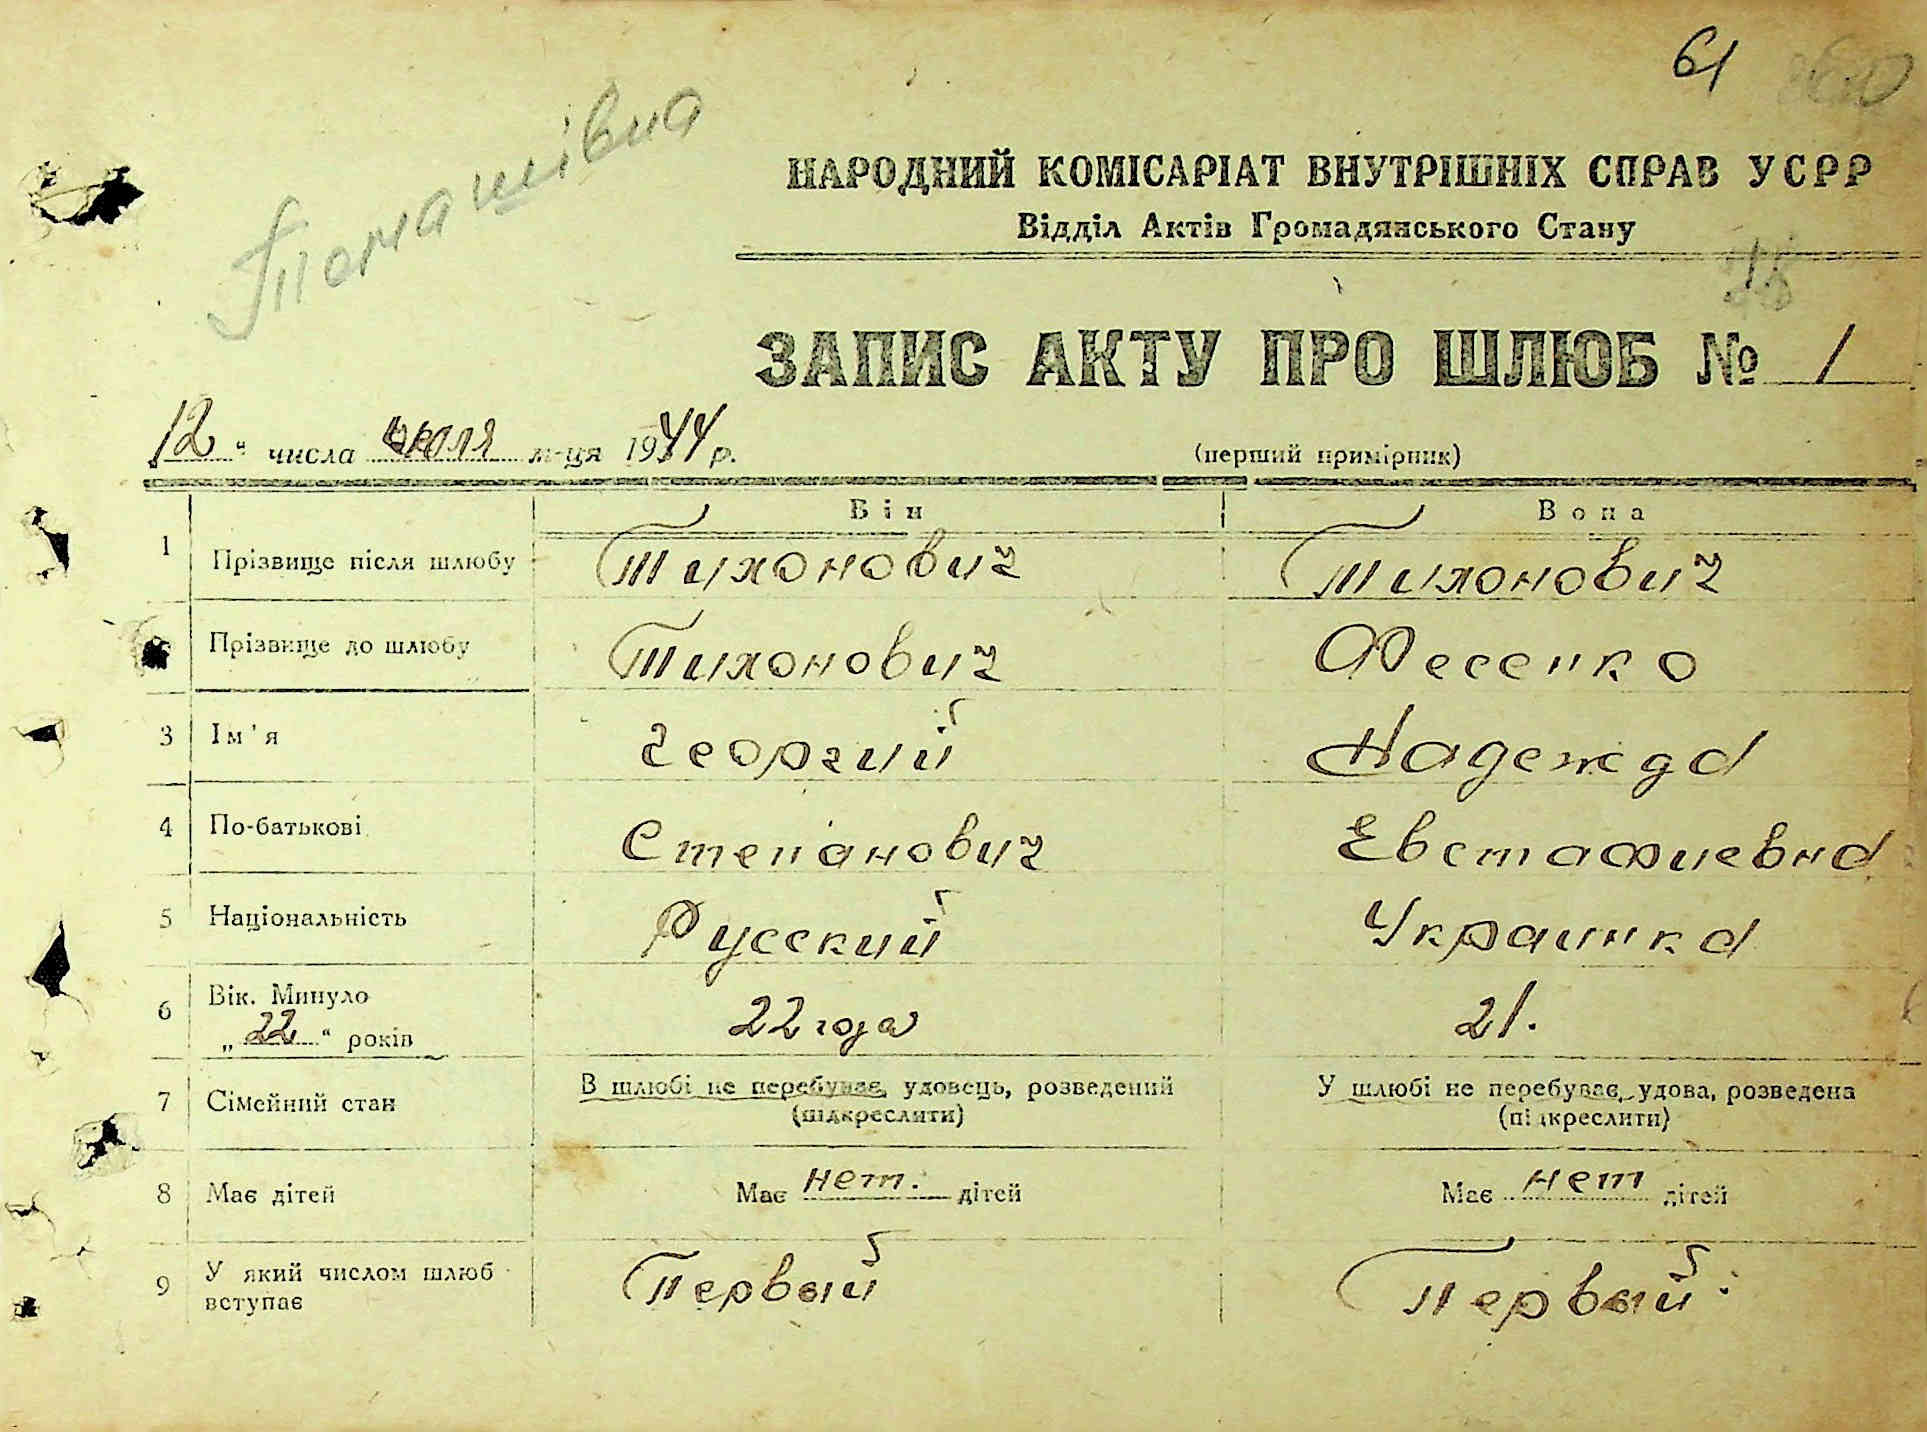 61
НАРОДНИЙ КОМІСАРІАТ ВНУТРІШНІХ СПРАВ УСРР
Відділ Актів Громадянського Стану
ЗАПИС АКТУ ПРО ШЛЮБ № 1
12 " числа июля м-ця 1944 р.
(перший примірник)
Він
Вона
1 Прізвище після шлюбу Тихонович Тихонович
Прізвище до шлюбу Тихонович Фесенко
3 Ім'я Георгий Надежда
4 По-батькові Степанович Евстафиевна
5 Національність Русский Украинка
6 Вік. Минуло
„ 22 " років 22 года 21.
7 Сімейний стан В шлюбі не перебуває, удовець, розведений
(підкреслити)
У шлюбі не перебуває, удова, розведена
(підкреслити)
8 Має дітей Має нет. дітей Має нет дітей
9 У який числом шлюб
вступає Первый Первый